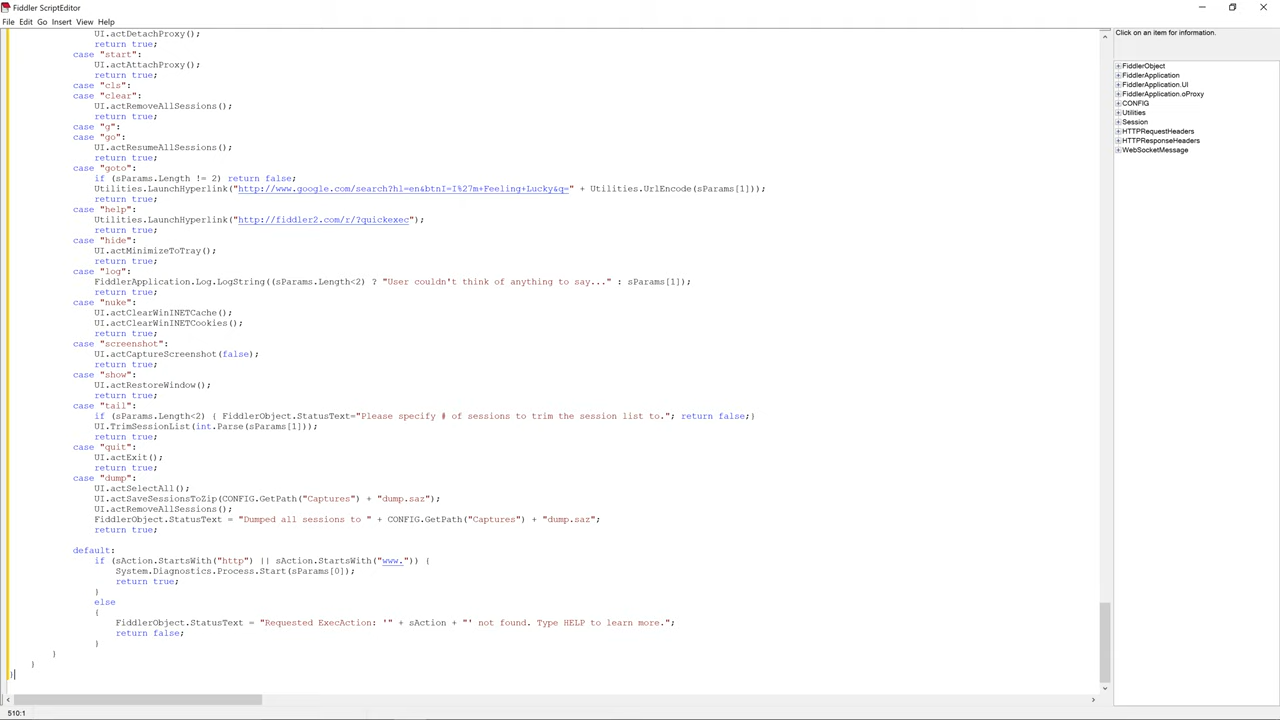 Fiddler ScriptEditor
File Edit Go Insert View Help
UI.actDetachProxy();
return true;
case "start":
UI.actAttachProxy();
return true;
case "cls":
case "clear":
UI.actRemoveAllSessions();
return true;
case "g":
case "go":
UI.actResumeAllSessions();
return true;
case "goto":
if (sParams.Length != 2) return false;
Utilities.LaunchHyperlink("http://www.google.com/search?hl=en&btnI=I%27m+Feeling+Lucky&q=" + Utilities.UrlEncode(sParams[1]));
return true;
case "help":
Utilities.LaunchHyperlink("http://fiddler2.com/r/?quickexec");
return true;
case "hide":
UI.actMinimizeToTray();
return true;
case "log":
FiddlerApplication.Log.LogString((sParams.Length<2) ? "User couldn't think of anything to say..." : sParams[1]);
return true;
case "nuke":
UI.actClearWinINETCache();
UI.actClearWinINETCookies();
return true;
case "screenshot":
UI.actCaptureScreenshot(false);
return true;
case "show":
UI.actRestoreWindow();
return true;
case "tail":
if (sParams.Length<2) { FiddlerObject.StatusText="Please specify # of sessions to trim the session list to."; return false;}
UI.TrimSessionList(int.Parse(sParams[1]));
return true;
case "quit":
UI.actExit();
return true;
case "dump":
UI.actSelectAll();
UI.actSaveSessionsToZip(CONFIG.GetPath("Captures") + "dump.saz");
UI.actRemoveAllSessions();
FiddlerObject.StatusText = "Dumped all sessions to " + CONFIG.GetPath("Captures") + "dump.saz";
return true;
default:
if (sAction.StartsWith("http") || sAction.StartsWith("www.")) {
System.Diagnostics.Process.Start(sParams[0]);
return true;
}
else
{
FiddlerObject.StatusText = "Requested ExecAction: '" + sAction + "' not found. Type HELP to learn more.";
return false;
}
}
}
}
510:1
Click on an item for information.
FiddlerObject
FiddlerApplication
FiddlerApplication.UI
FiddlerApplication.oProxy
CONFIG
Utilities
Session
HTTPRequestHeaders
HTTPResponseHeaders
WebSocketMessage